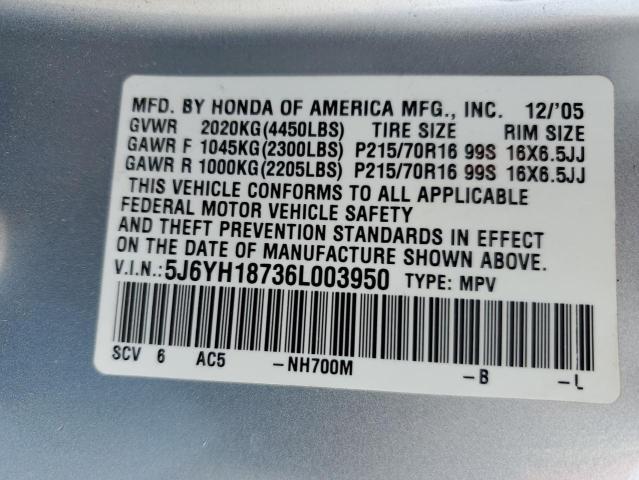 MFD. BY HONDA OF AMERICA MFG., INC. 12/'05
GVWR 2020KG(4450LBS) TIRE SIZE RIM SIZE
GAWR F 1045KG(2300LBS) P215/70R16 99S 16X6.5JJ
GAWR R 1000KG(2205LBS) P215/70R16 99S 16X6.5JJ
THIS VEHICLE CONFORMS TO ALL APPLICABLE
FEDERAL MOTOR VEHICLE SAFETY
AND THEFT PREVENTION STANDARDS IN EFFECT
ON THE DATE OF MANUFACTURE SHOWN ABOVE.
V.I.N.:5J6YH18736L003950 TYPE: MPV
SCV 6 AC5 -NH700M -B -L